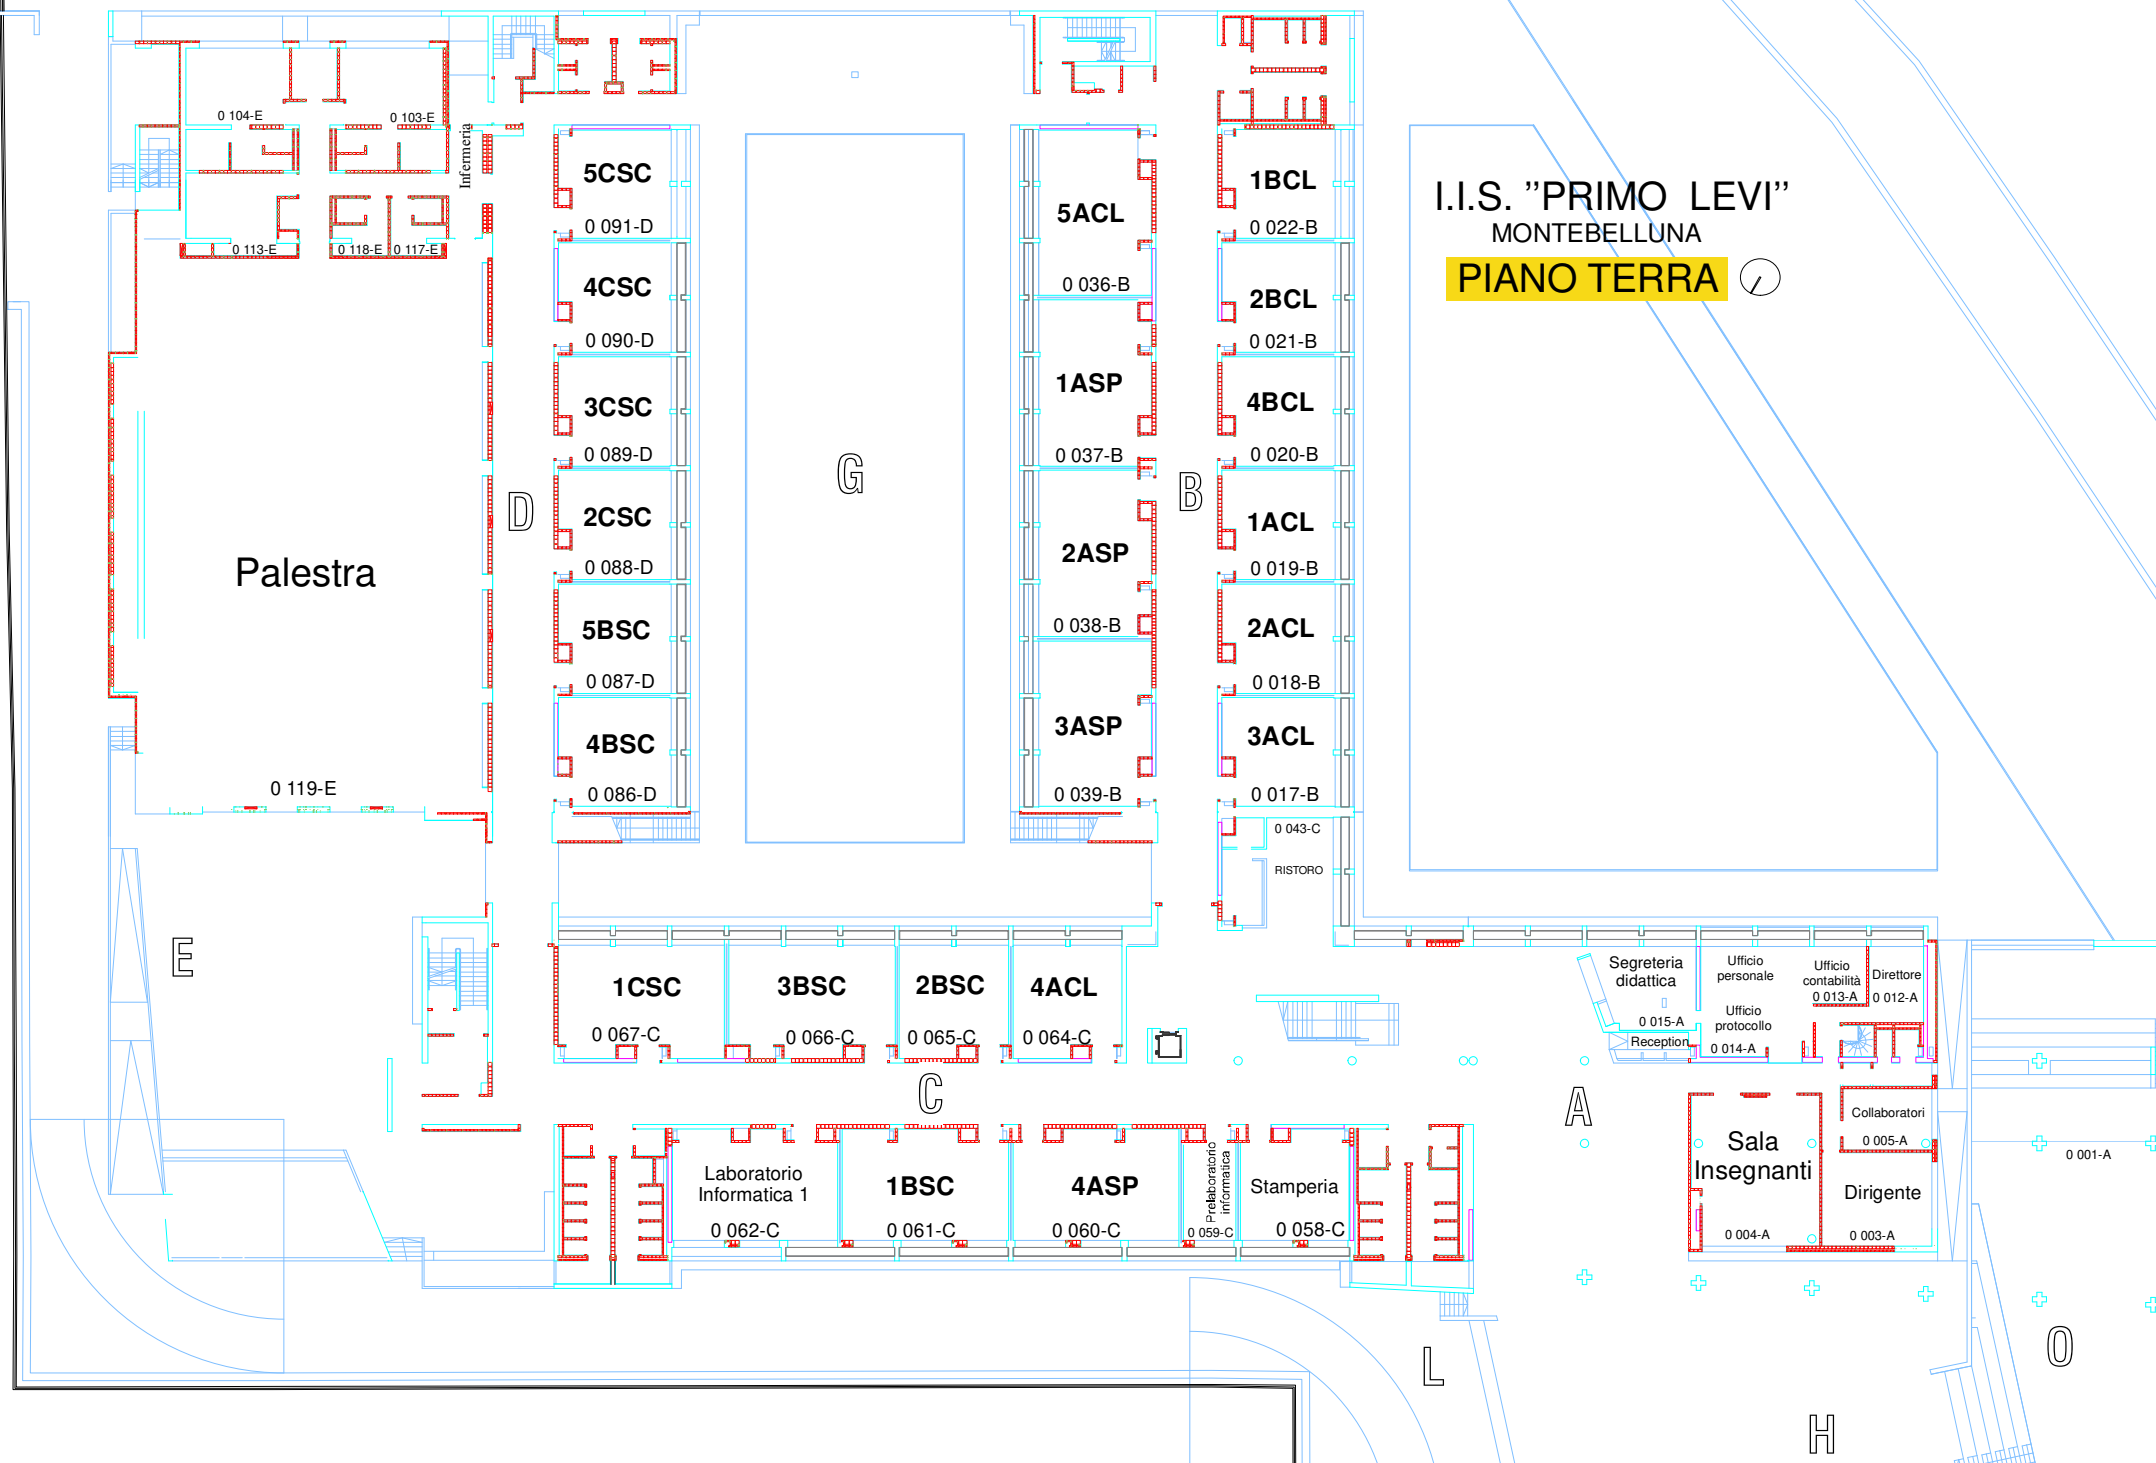 I.I.S. "PRIMO LEVI"
MONTEBELLUNA
PIANO TERRA
0 104-E
0 103-E
Infermeria
0 113-E
0 118-E
0 117-E
Palestra
0 119-E
D
5CSC
0 091-D
4CSC
0 090-D
3CSC
0 089-D
2CSC
0 088-D
5BSC
0 087-D
4BSC
0 086-D
G
5ACL
0 036-B
1ASP
0 037-B
2ASP
0 038-B
3ASP
0 039-B
B
1BCL
0 022-B
2BCL
0 021-B
4BCL
0 020-B
1ACL
0 019-B
2ACL
0 018-B
3ACL
0 017-B
0 043-C
RISTORO
E
1CSC
0 067-C
3BSC
0 066-C
2BSC
0 065-C
4ACL
0 064-C
C
Laboratorio
Informatica 1
0 062-C
1BSC
0 061-C
4ASP
0 060-C
Prelaboratorio
informatica
0 059-C
Stamperia
0 058-C
A
Segreteria
didattica
0 015-A
Reception
Ufficio
personale
Ufficio
protocollo
0 014-A
Ufficio
contabilità
0 013-A
Direttore
0 012-A
Sala
Insegnanti
0 004-A
Collaboratori
0 005-A
Dirigente
0 003-A
0 001-A
L
H
O